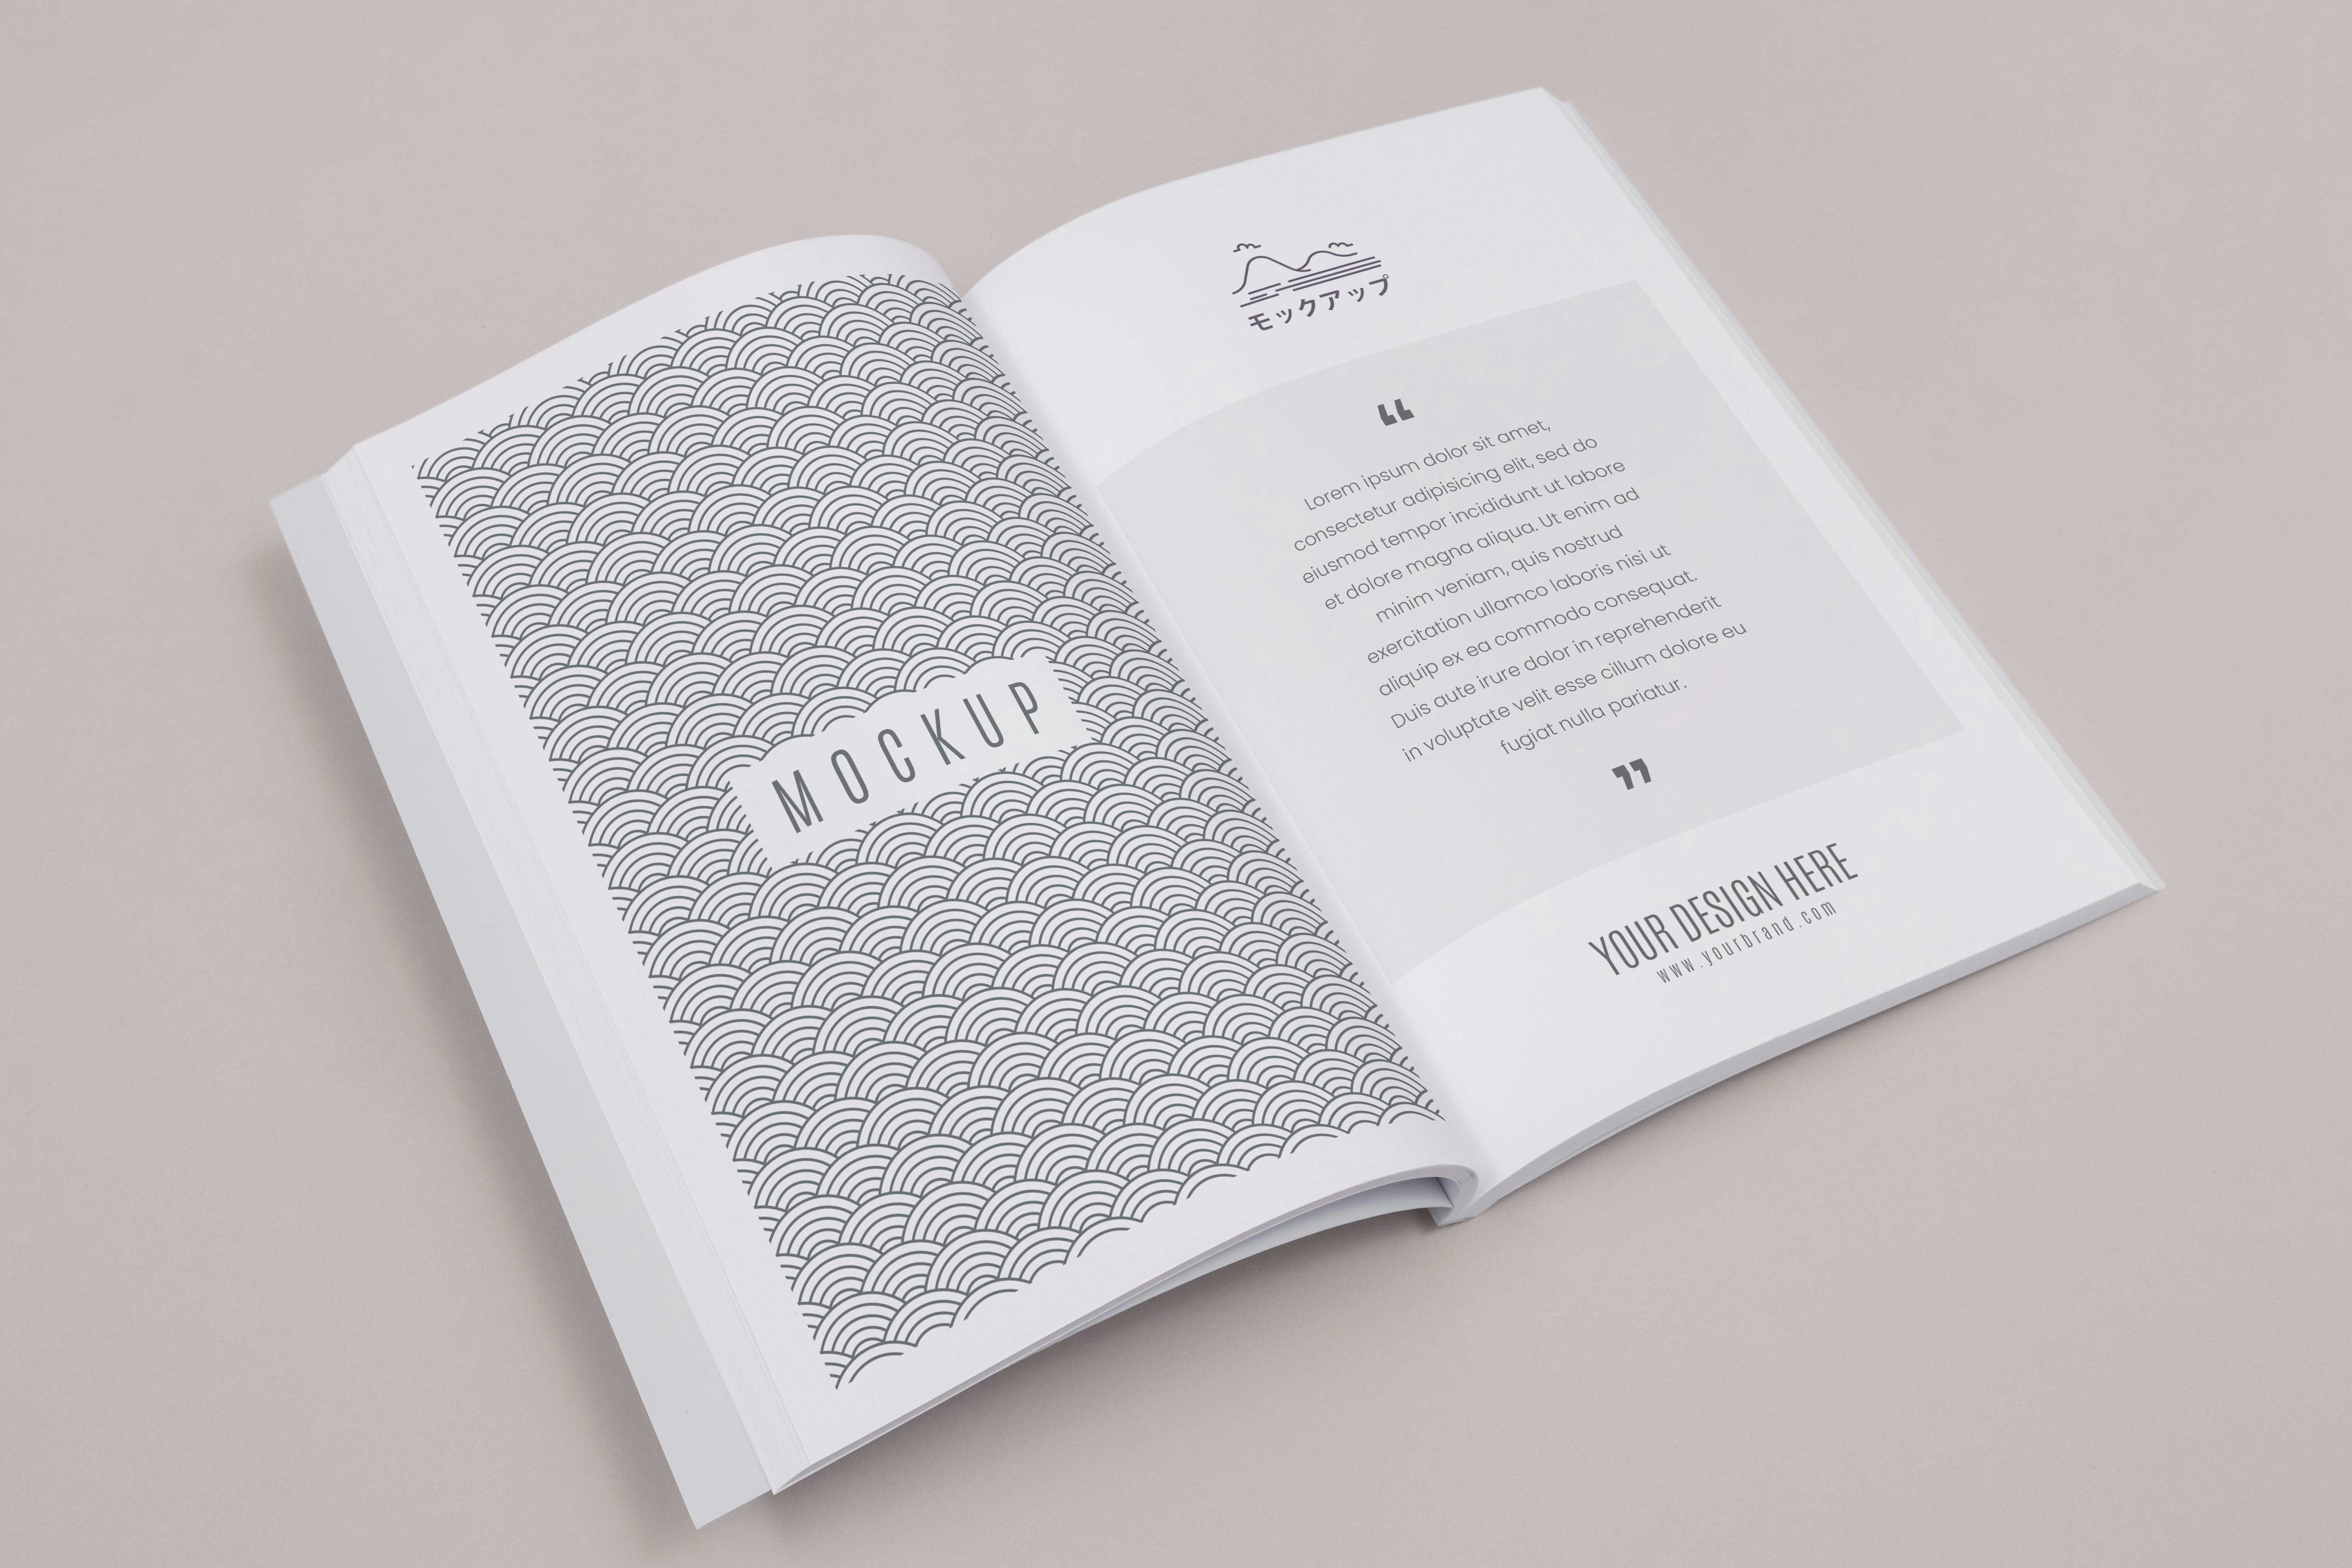 MOCKUP
モックアップ
“
Lorem ipsum dolor sit amet,
consectetur adipisicing elit, sed do
eiusmod tempor incididunt ut labore
et dolore magna aliqua. Ut enim ad
minim veniam, quis nostrud
exercitation ullamco laboris nisi ut
aliquip ex ea commodo consequat.
Duis aute irure dolor in reprehenderit
in voluptate velit esse cillum dolore eu
fugiat nulla pariatur.
”
YOUR DESIGN HERE
www.yourbrand.com